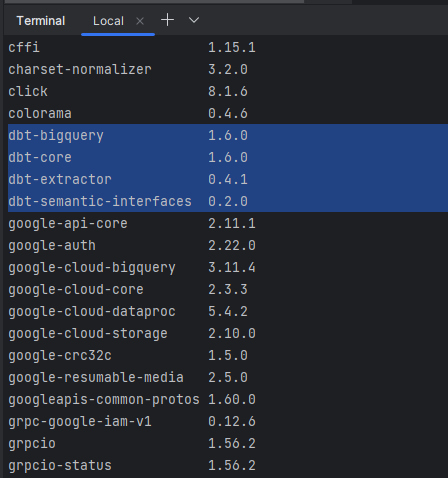 Terminal Local × +
cffi 1.15.1
charset-normalizer 3.2.0
click 8.1.6
colorama 0.4.6
dbt-bigquery 1.6.0
dbt-core 1.6.0
dbt-extractor 0.4.1
dbt-semantic-interfaces 0.2.0
google-api-core 2.11.1
google-auth 2.22.0
google-cloud-bigquery 3.11.4
google-cloud-core 2.3.3
google-cloud-dataproc 5.4.2
google-cloud-storage 2.10.0
google-crc32c 1.5.0
google-resumable-media 2.5.0
googleapis-common-protos 1.60.0
grpc-google-iam-v1 0.12.6
grpcio 1.56.2
grpcio-status 1.56.2